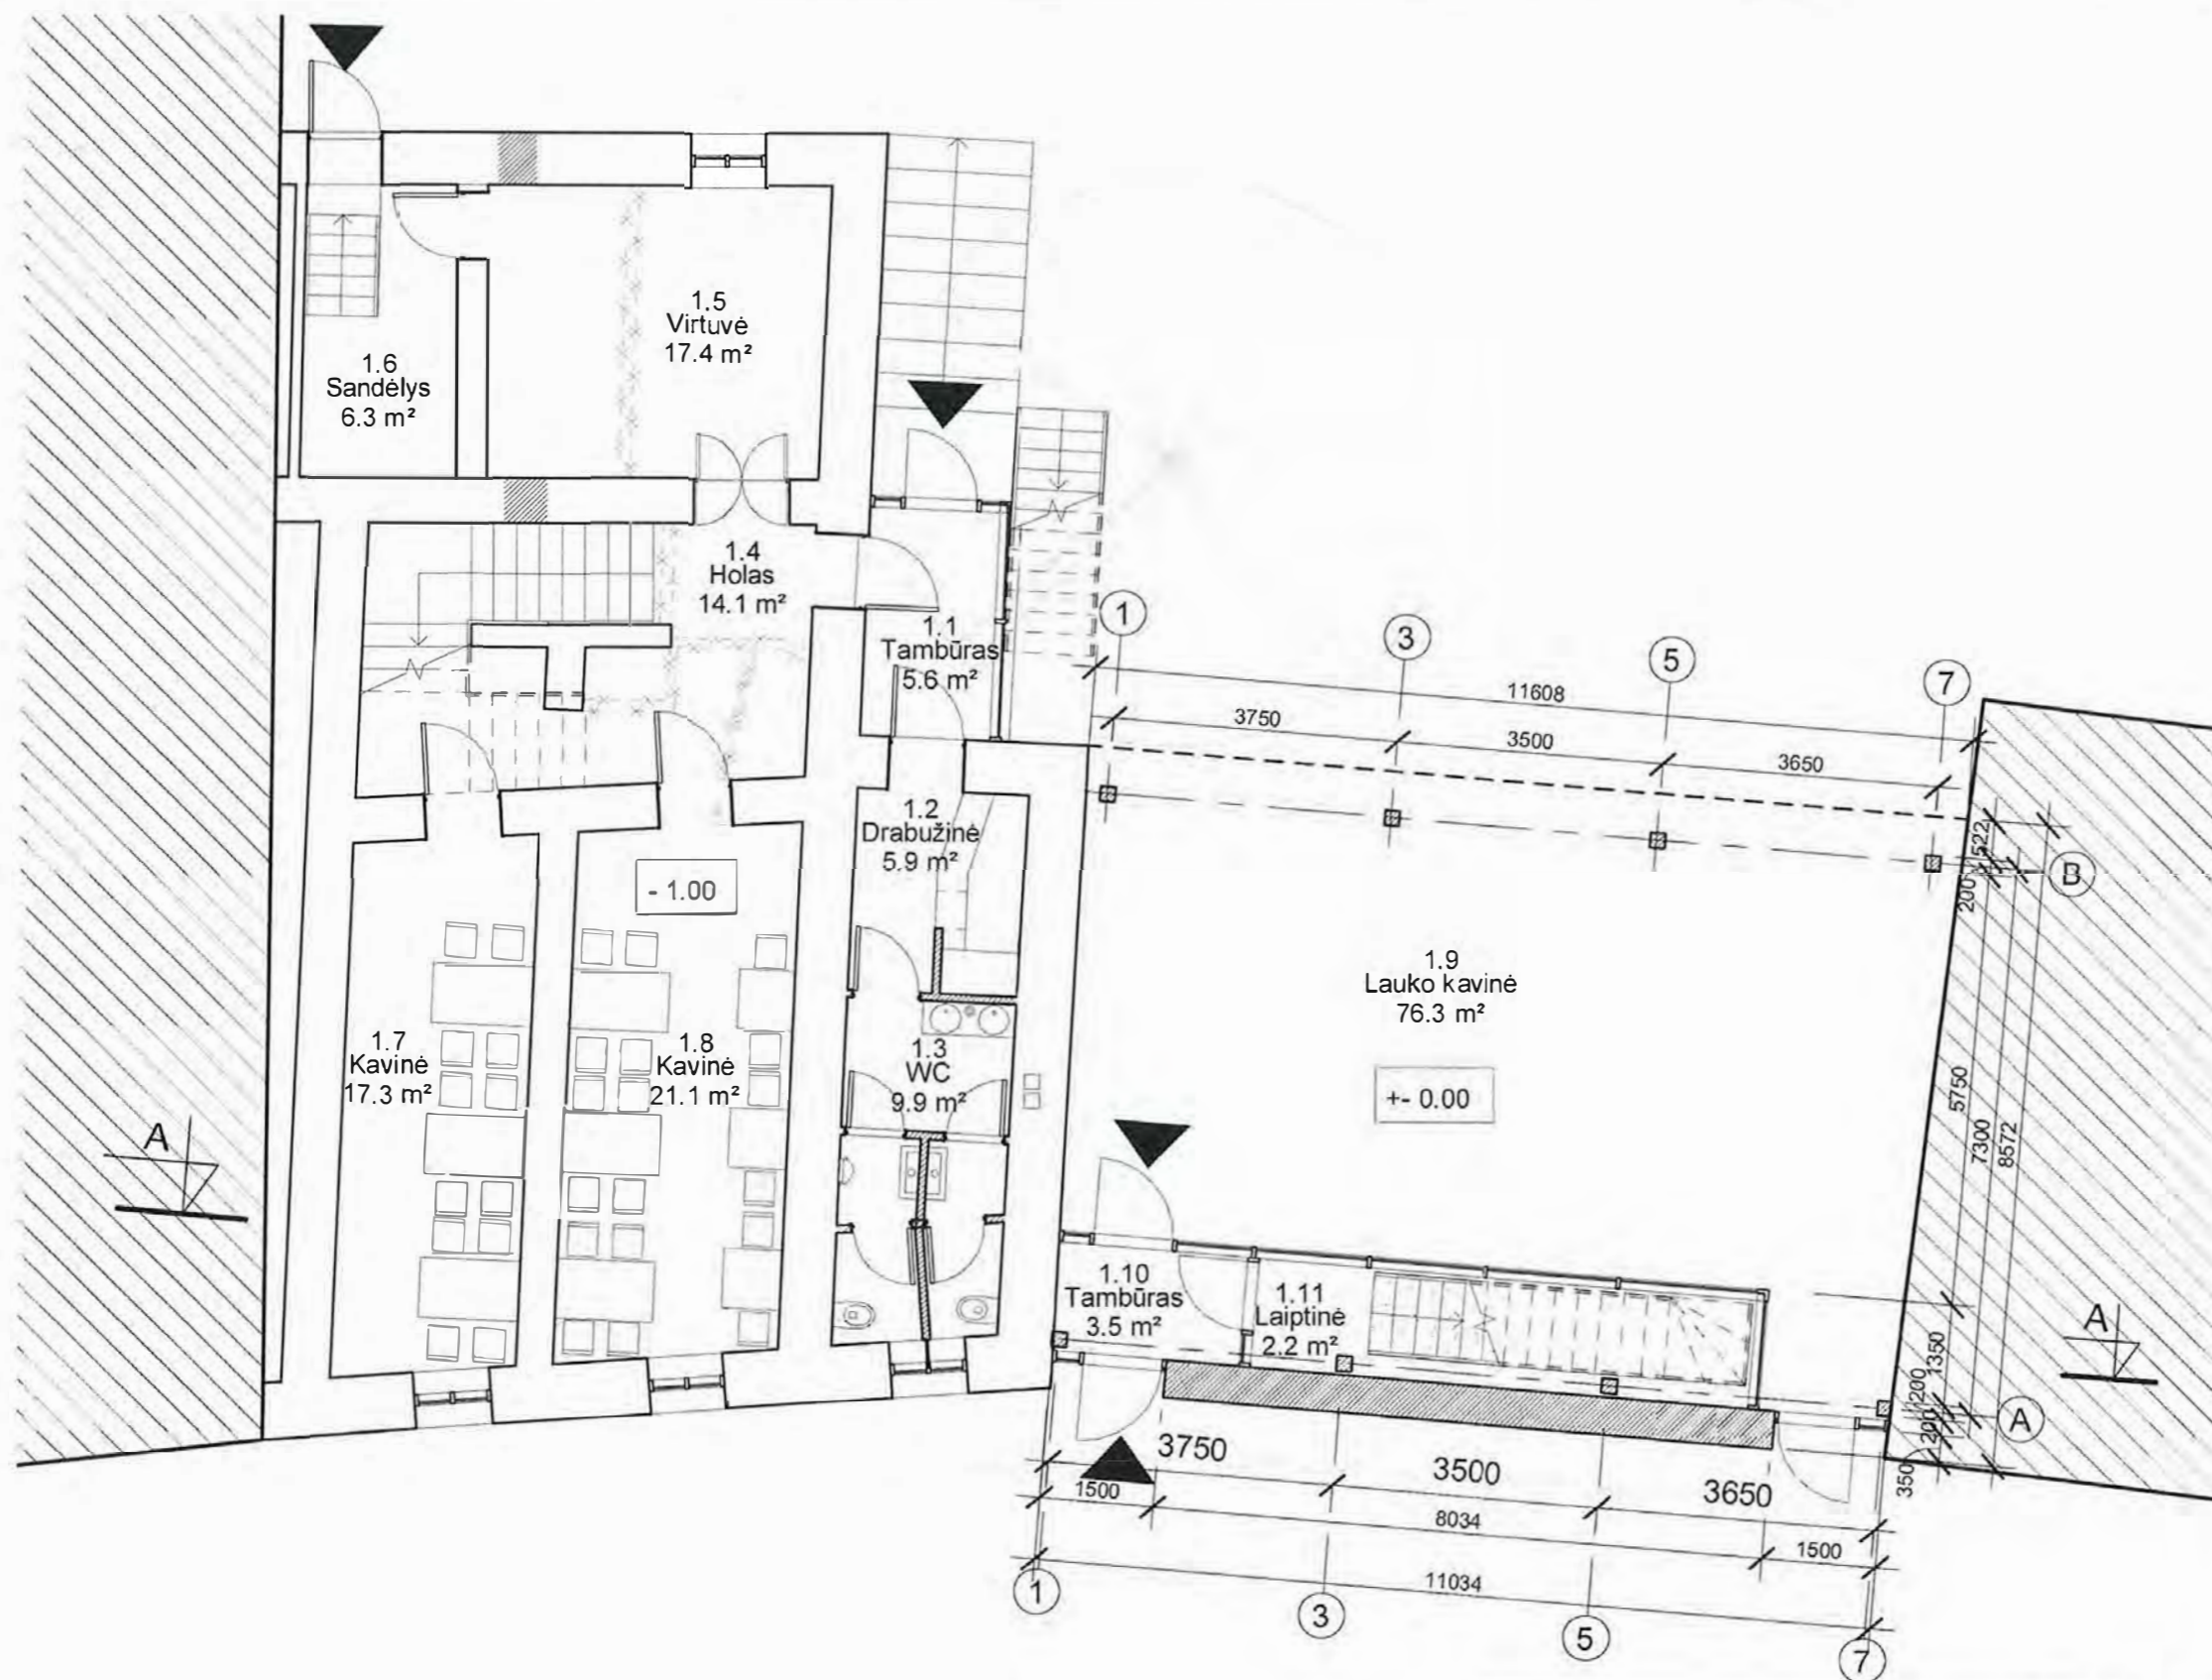 1.5
Virtuvė
17.4 m²
1.6
Sandėlys
6.3 m²
1.4
Holas
14.1 m²
1.1
Tambūras
5.6 m²
1.2
Drabužinė
5.9 m²
- 1.00
1.7
Kavinė
17.3 m²
1.8
Kavinė
21.1 m²
1.3
WC
9.9 m²
1.9
Lauko kavinė
76.3 m²
+- 0.00
1.10
Tambūras
3.5 m²
1.11
Laiptinė
2.2 m²
1
3
5
7
11608
3750
3500
3650
522
200
B
5750
7300
8572
1350
200
200
350
A
A
A
3750
3500
3650
1500
8034
1500
11034
1
3
5
7